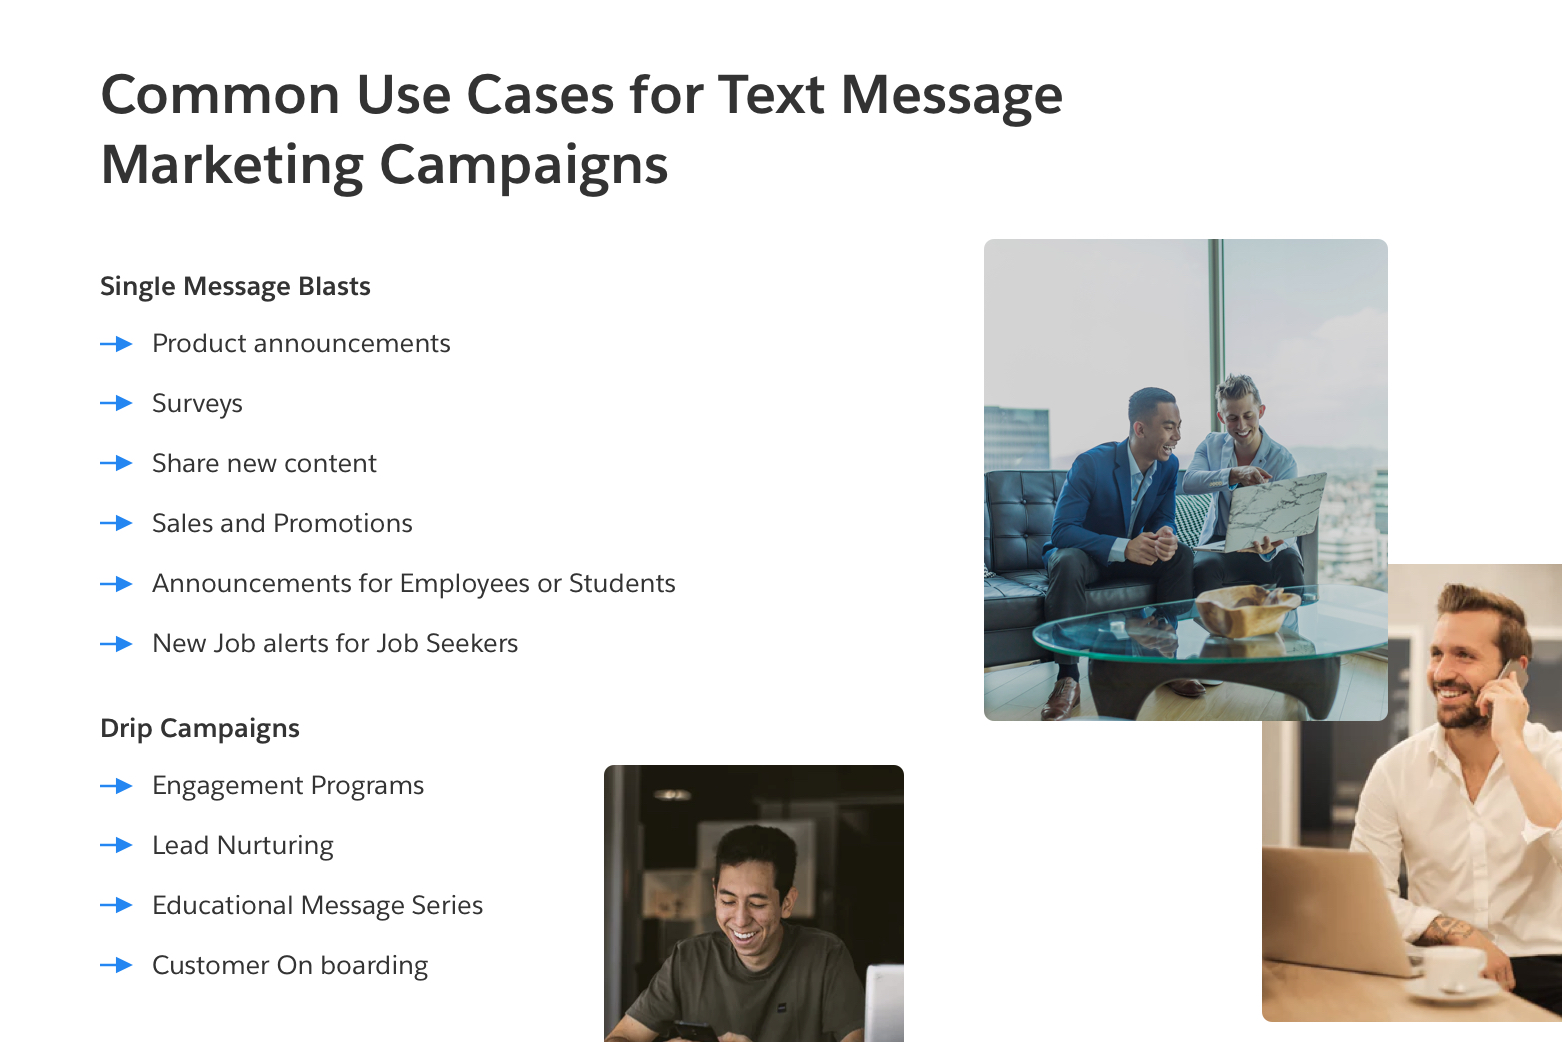 Common Use Cases for Text Message
Marketing Campaigns
Single Message Blasts
Product announcements
Surveys
Share new content
Sales and Promotions
Announcements for Employees or Students
New Job alerts for Job Seekers
Drip Campaigns
Engagement Programs
Lead Nurturing
Educational Message Series
Customer On boarding